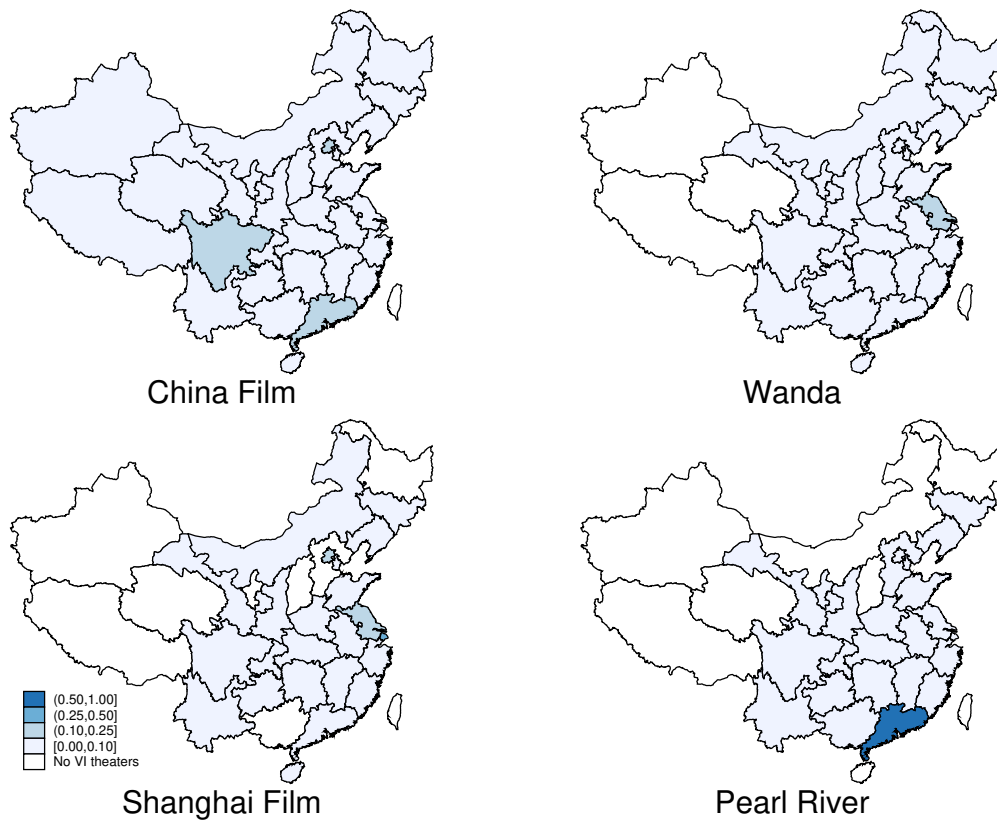 China Film
Wanda
(0.50,1.00]
(0.25,0.50]
(0.10,0.25]
[0.00,0.10]
No VI theaters
Shanghai Film
Pearl River